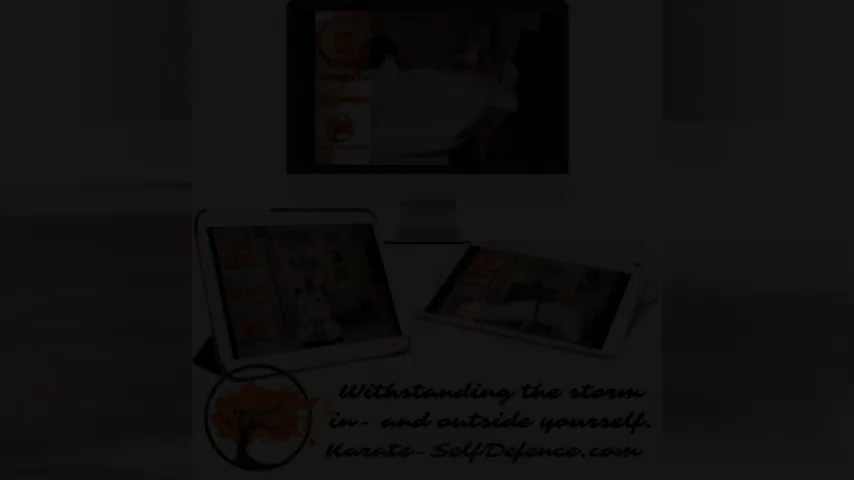 Withstanding the storm
in- and outside yourself.
Karate-SelfDefence.com